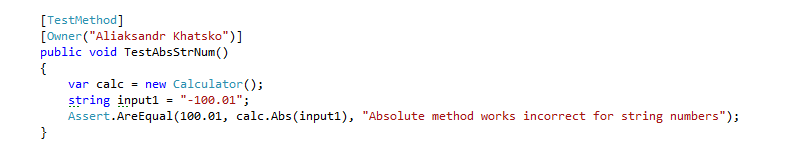 [TestMethod]
[Owner("Aliaksandr Khatsko")]
public void TestAbsStrNum()
{
    var calc = new Calculator();
    string input1 = "-100.01";
    Assert.AreEqual(100.01, calc.Abs(input1), "Absolute method works incorrect for string numbers");
}